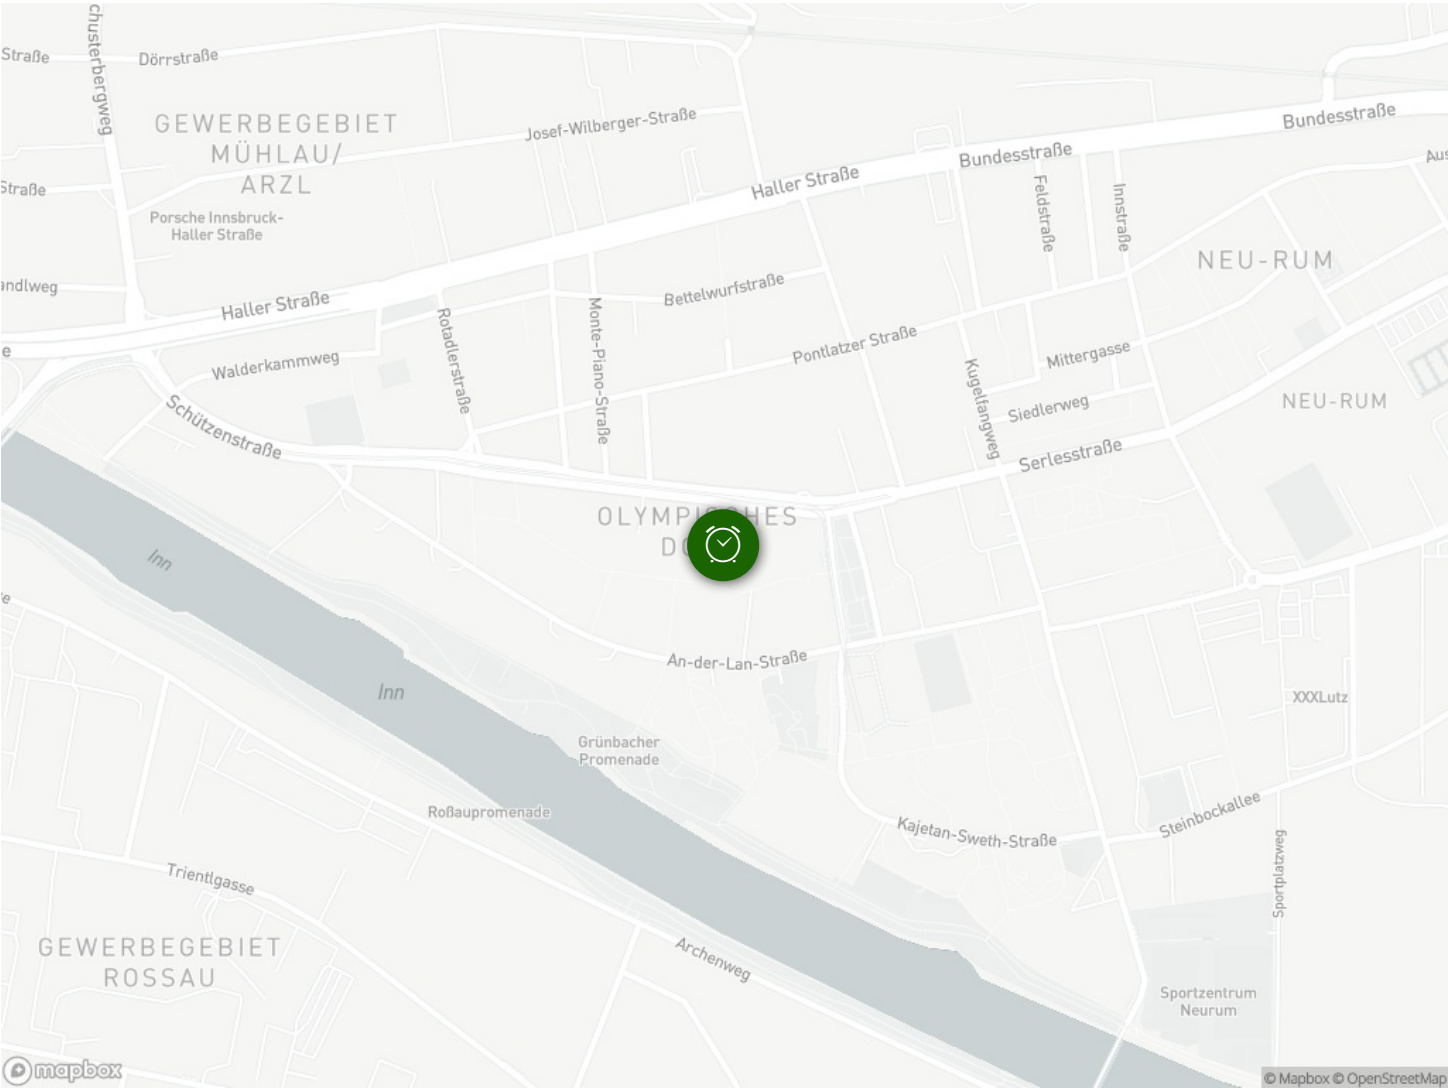 chusterbergweg
Straße
Dörrstraße
GEWERBEGEBIET
MÜHLAU/
ARZL
Josef-Wilberger-Straße
Bundesstraße
Bundesstraße
Aus
Straße
Haller Straße
Feldstraße
Innstraße
Porsche Innsbruck-
Haller Straße
NEU-RUM
andlweg
Haller Straße
Bettelwurfstraße
Rotadlerstraße
Monte-Piano-Straße
e
Walderkammweg
Pontlatzer Straße
Kugelfangweg
Mittergasse
Siedlerweg
NEU-RUM
Schützenstraße
Serlesstraße
OLYMPISCHES
DO
Inn
An-der-Lan-Straße
Inn
XXXLutz
Grünbacher
Promenade
Roßaupromenade
Kajetan-Sweth-Straße
Steinbockallee
Sportplatzweg
Trientlgasse
GEWERBEGEBIET
ROSSAU
Archenweg
Sportzentrum
Neurum
mapbox
© Mapbox © OpenStreetMap